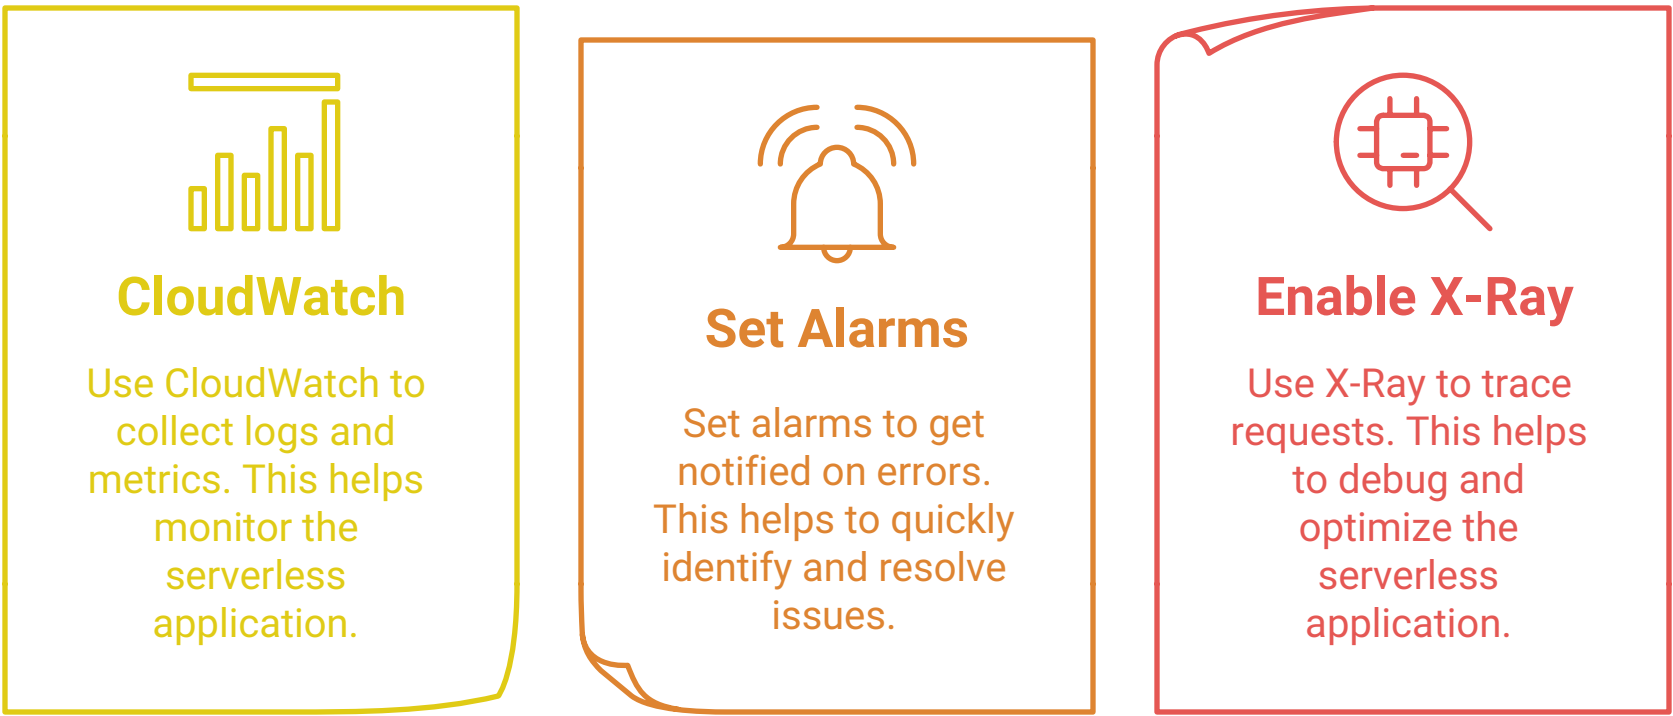 CloudWatch
Use CloudWatch to
collect logs and
metrics. This helps
monitor the
serverless
application.
Set Alarms
Set alarms to get
notified on errors.
This helps to quickly
identify and resolve
issues.
Enable X-Ray
Use X-Ray to trace
requests. This helps
to debug and
optimize the
serverless
application.